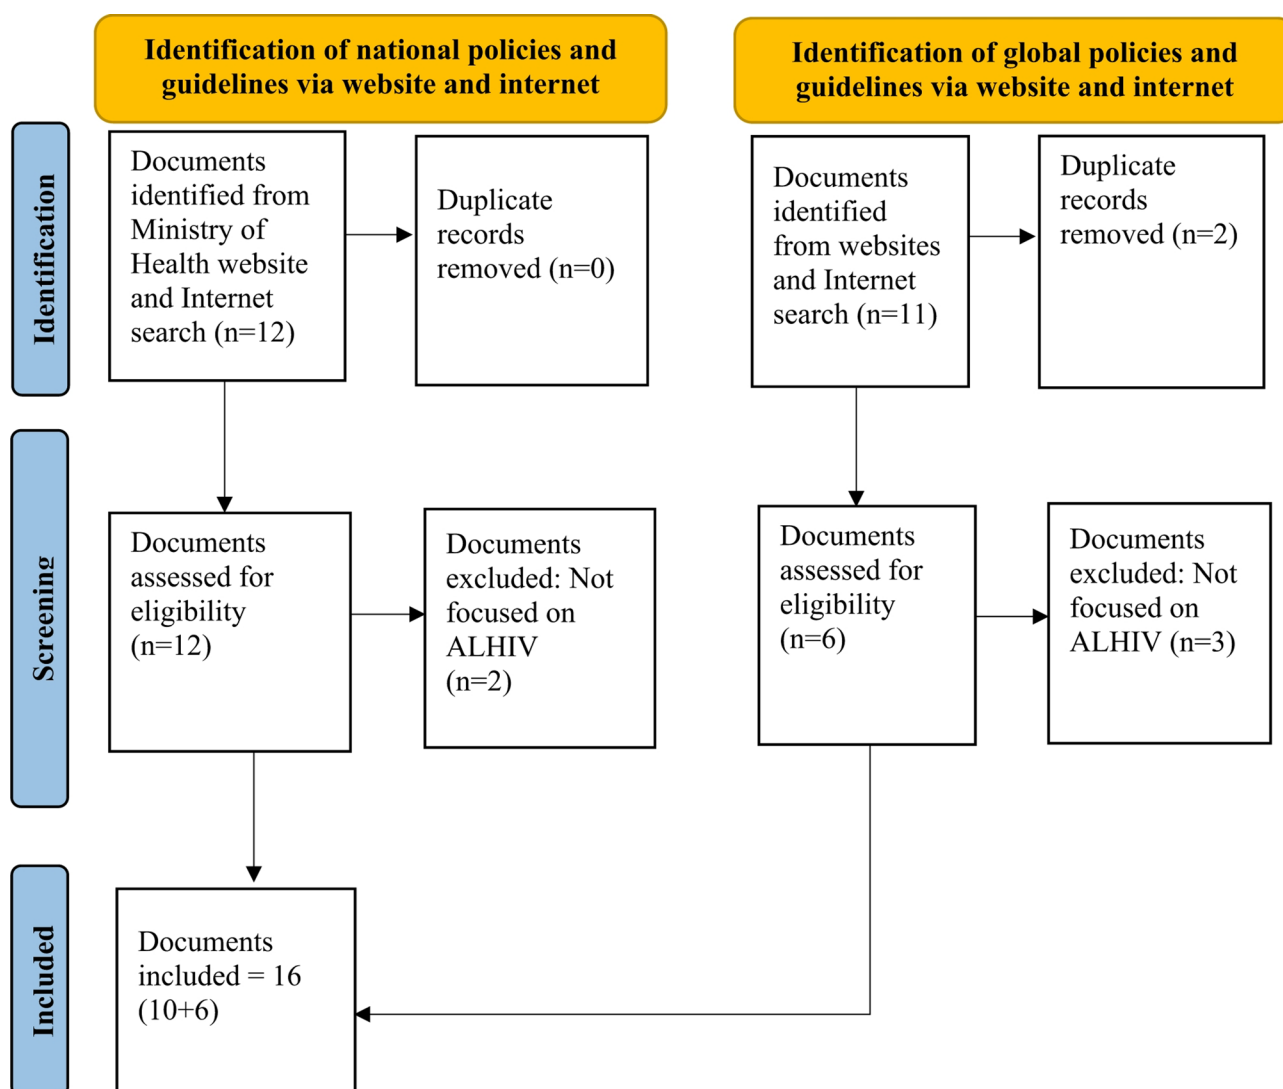 Identification of national policies and
guidelines via website and internet
Identification of global policies and
guidelines via website and internet
Identification
Documents
identified from
Ministry of
Health website
and Internet
search (n=12)
Duplicate
records
removed (n=0)
Documents
identified
from websites
and Internet
search (n=11)
Duplicate
records
removed (n=2)
Screening
Documents
assessed for
eligibility
(n=12)
Documents
excluded: Not
focused on
ALHIV
(n=2)
Documents
assessed for
eligibility
(n=6)
Documents
excluded: Not
focused on
ALHIV (n=3)
Included
Documents
included = 16
(10+6)